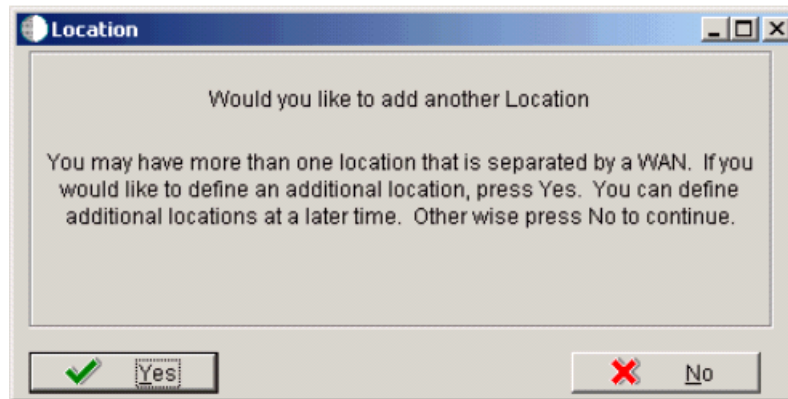 Location
Would you like to add another Location
You may have more than one location that is separated by a WAN. If you
would like to define an additional location, press Yes. You can define
additional locations at a later time. Other wise press No to continue.
Yes
No